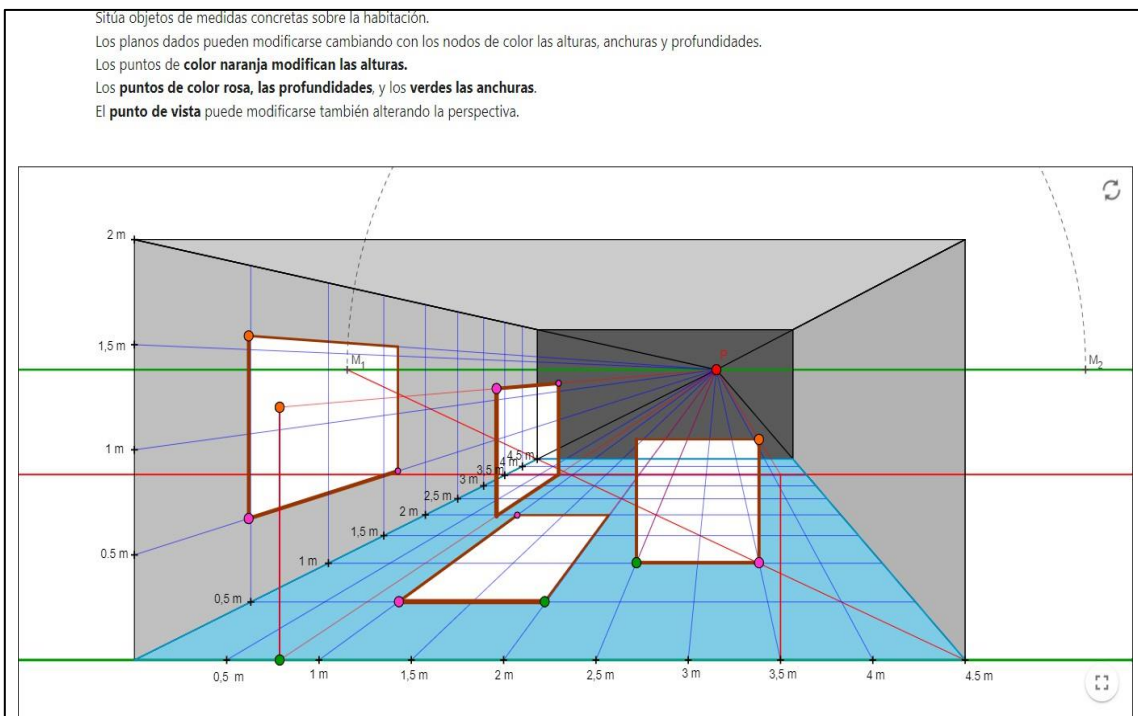 Sitúa objetos de medidas concretas sobre la habitación.
Los planos dados pueden modificarse cambiando con los nodos de color las alturas, anchuras y profundidades.
Los puntos de color naranja modifican las alturas.
Los puntos de color rosa, las profundidades, y los verdes las anchuras.
El punto de vista puede modificarse también alterando la perspectiva.
2 m
1,5 m
M1
P
M2
1 m
4,5 m
4 m
3,5 m
3 m
2,5 m
2 m
1,5 m
0.5 m
1 m
0,5 m
0,5 m
1 m
1,5 m
2 m
2,5 m
3 m
3,5 m
4 m
4.5 m